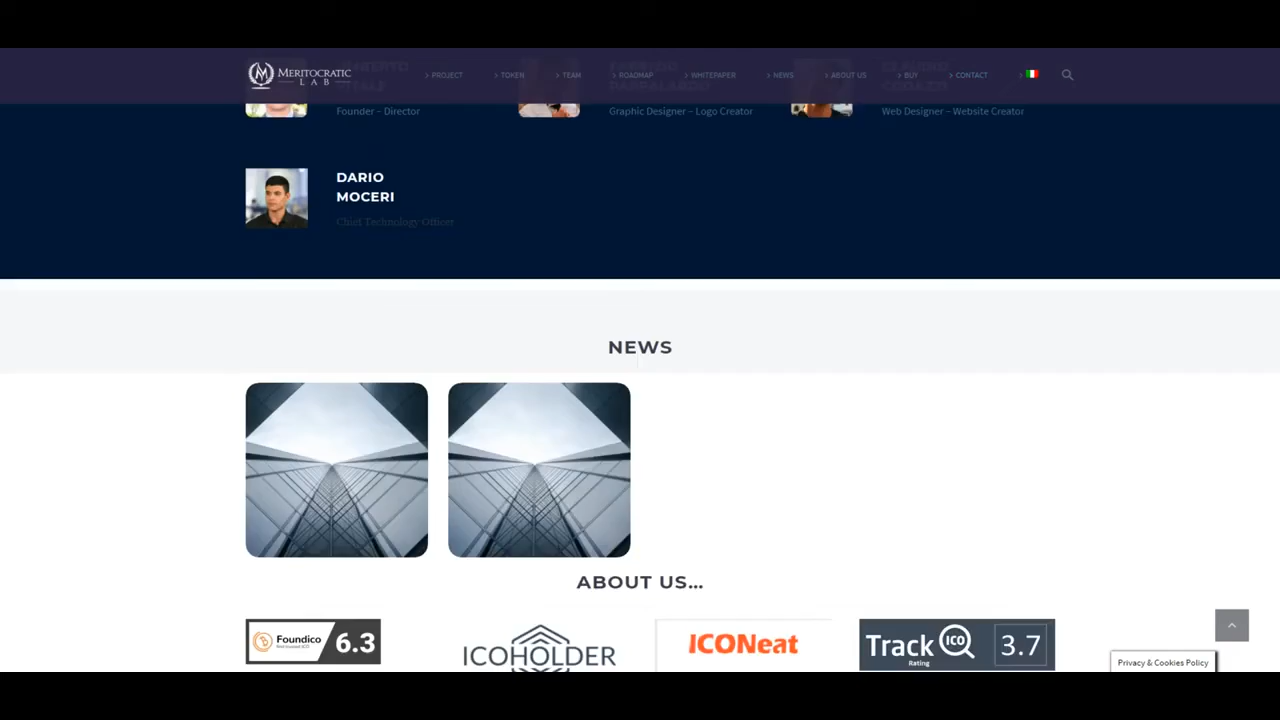 MERITOCRATIC
LAB
> PROJECT > TOKEN > TEAM > ROADMAP > WHITEPAPER > NEWS > ABOUT US > BUY > CONTACT >
Founder – Director
Graphic Designer – Logo Creator
Web Designer – Website Creator
DARIO
MOCERI
Chief Technology Officer
NEWS
ABOUT US...
Foundico
6.3
ICOHOLDER
ICONeat
Track ICO
Rating
3.7
Privacy & Cookies Policy